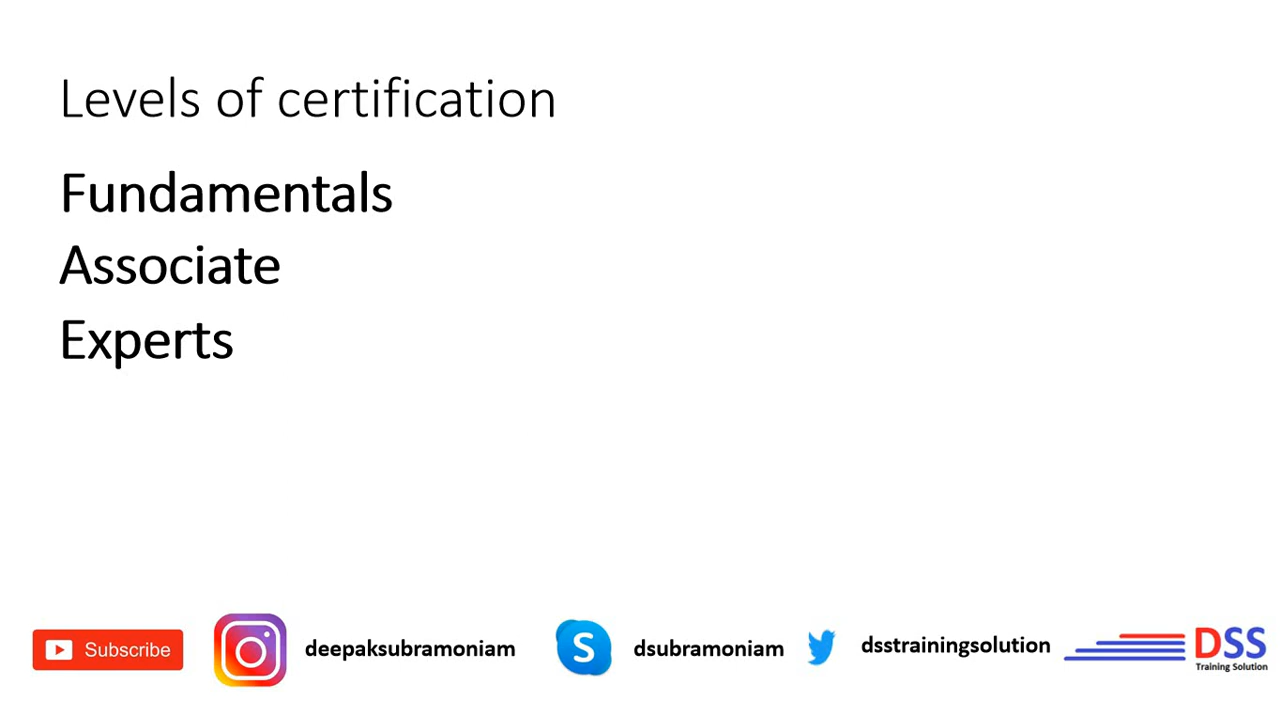 Levels of certification
Fundamentals
Associate
Experts
Subscribe
deepaksubramoniam
S
dsubramoniam
dsstrainingsolution
DSS
Training Solution